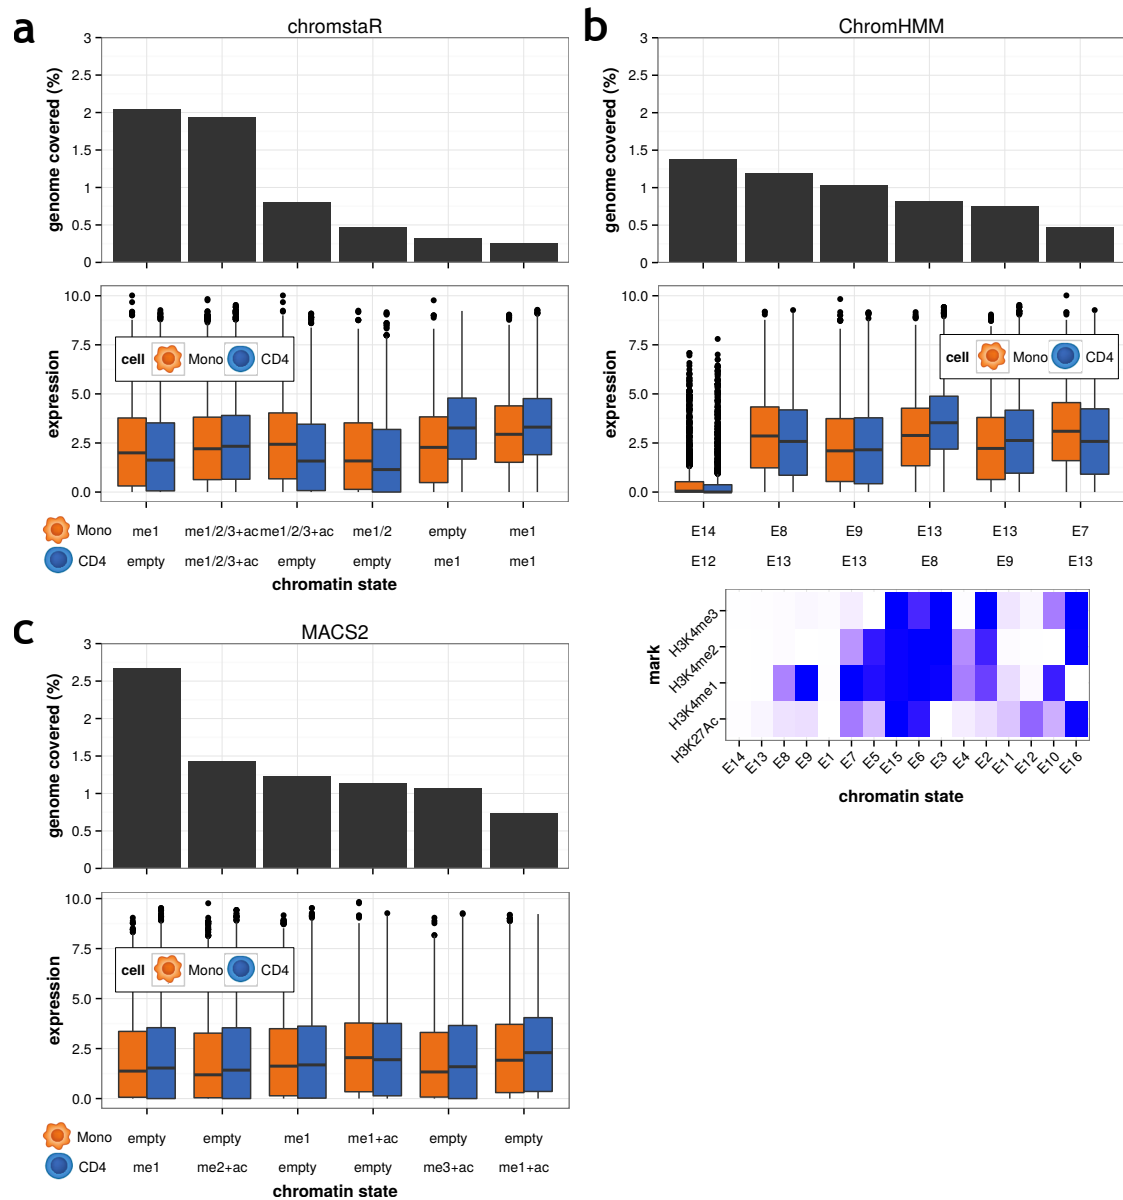 a
chromstaR
genome covered (%)
3
2.5
2
1.5
1
0.5
0
expression
10.0
7.5
5.0
2.5
0.0
cell Mono CD4
Mono me1 me1/2/3+ac me1/2/3+ac me1/2 empty me1
CD4 empty me1/2/3+ac empty empty me1 me1
chromatin state
b
ChromHMM
genome covered (%)
3
2.5
2
1.5
1
0.5
0
expression
10.0
7.5
5.0
2.5
0.0
cell Mono CD4
E14 E8 E9 E13 E13 E7
E12 E13 E13 E8 E9 E13
mark
H3K4me3
H3K4me2
H3K4me1
H3K27Ac
E14 E13 E8 E9 E1 E7 E5 E15 E6 E3 E4 E2 E11 E12 E10 E16
chromatin state
c
MACS2
genome covered (%)
3
2.5
2
1.5
1
0.5
0
expression
10.0
7.5
5.0
2.5
0.0
cell Mono CD4
Mono empty empty me1 me1+ac empty empty
CD4 me1 me2+ac empty empty me3+ac me1+ac
chromatin state